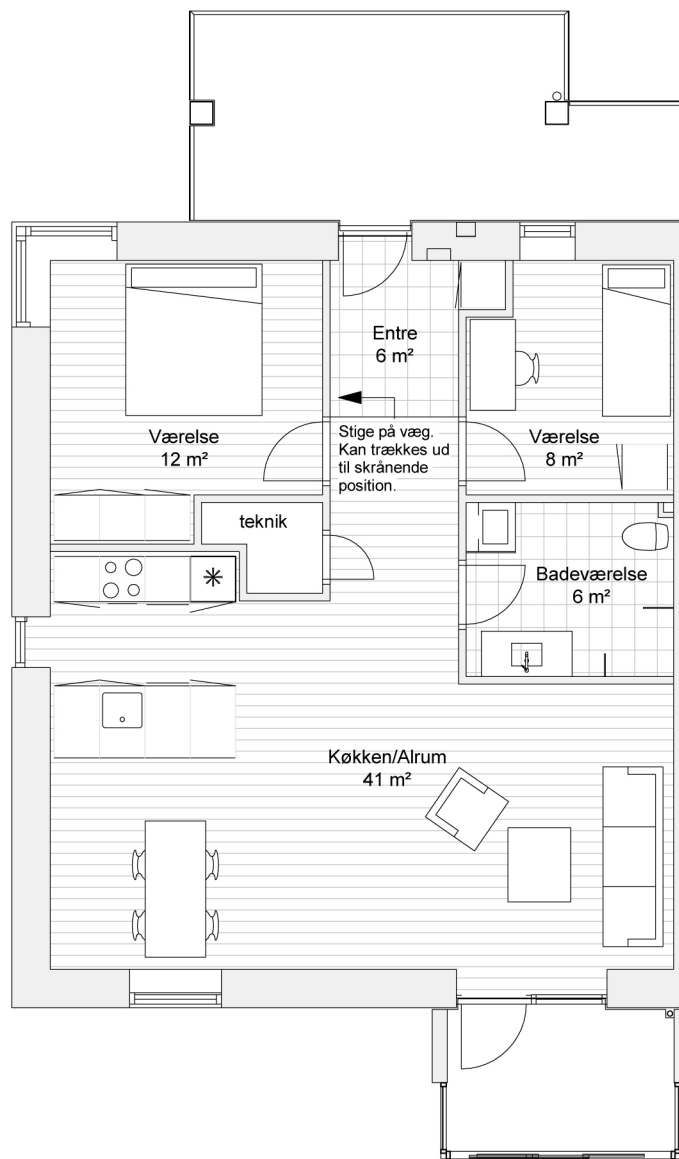 Entre
6 m²
Værelse
12 m²
Stige på væg.
Kan trækkes ud
til skrånende
position.
Værelse
8 m²
teknik
Badeværelse
6 m²
Køkken/Alrum
41 m²